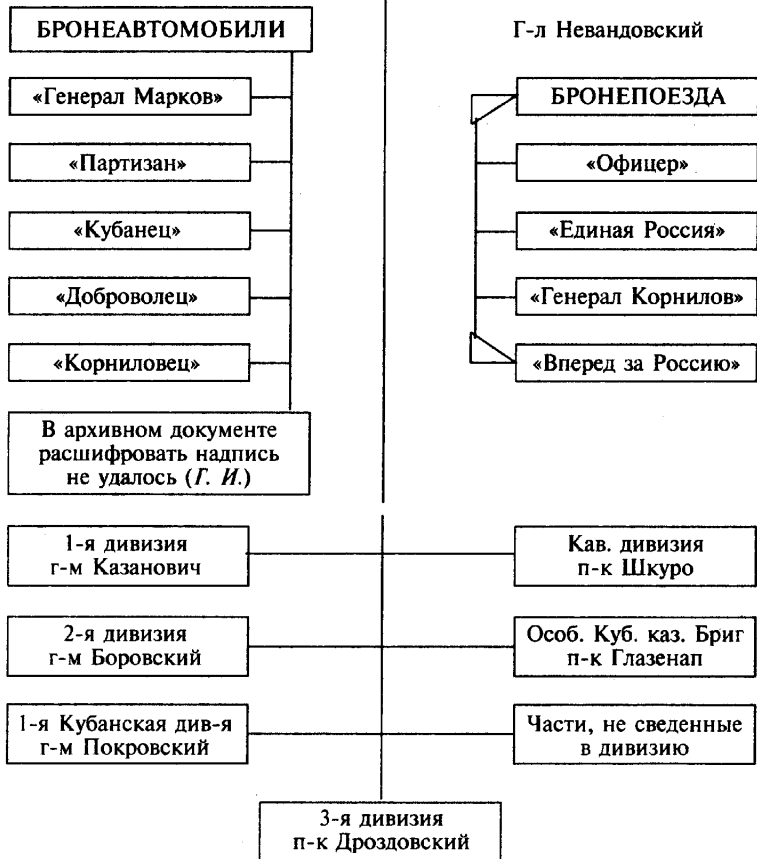 БРОНЕАВТОМОБИЛИ
«Генерал Марков»
«Партизан»
«Кубанец»
«Доброволец»
«Корниловец»
В архивном документе
расшифровать надпись
не удалось (Г. И.)
Г-л Невандовский
БРОНЕПОЕЗДА
«Офицер»
«Единая Россия»
«Генерал Корнилов»
«Вперед за Россию»
1-я дивизия
г-м Казанович
Кав. дивизия
п-к Шкуро
2-я дивизия
г-м Боровский
Особ. Куб. каз. Бриг
п-к Глазенап
1-я Кубанская див-я
г-м Покровский
Части, не сведенные
в дивизию
3-я дивизия
п-к Дроздовский